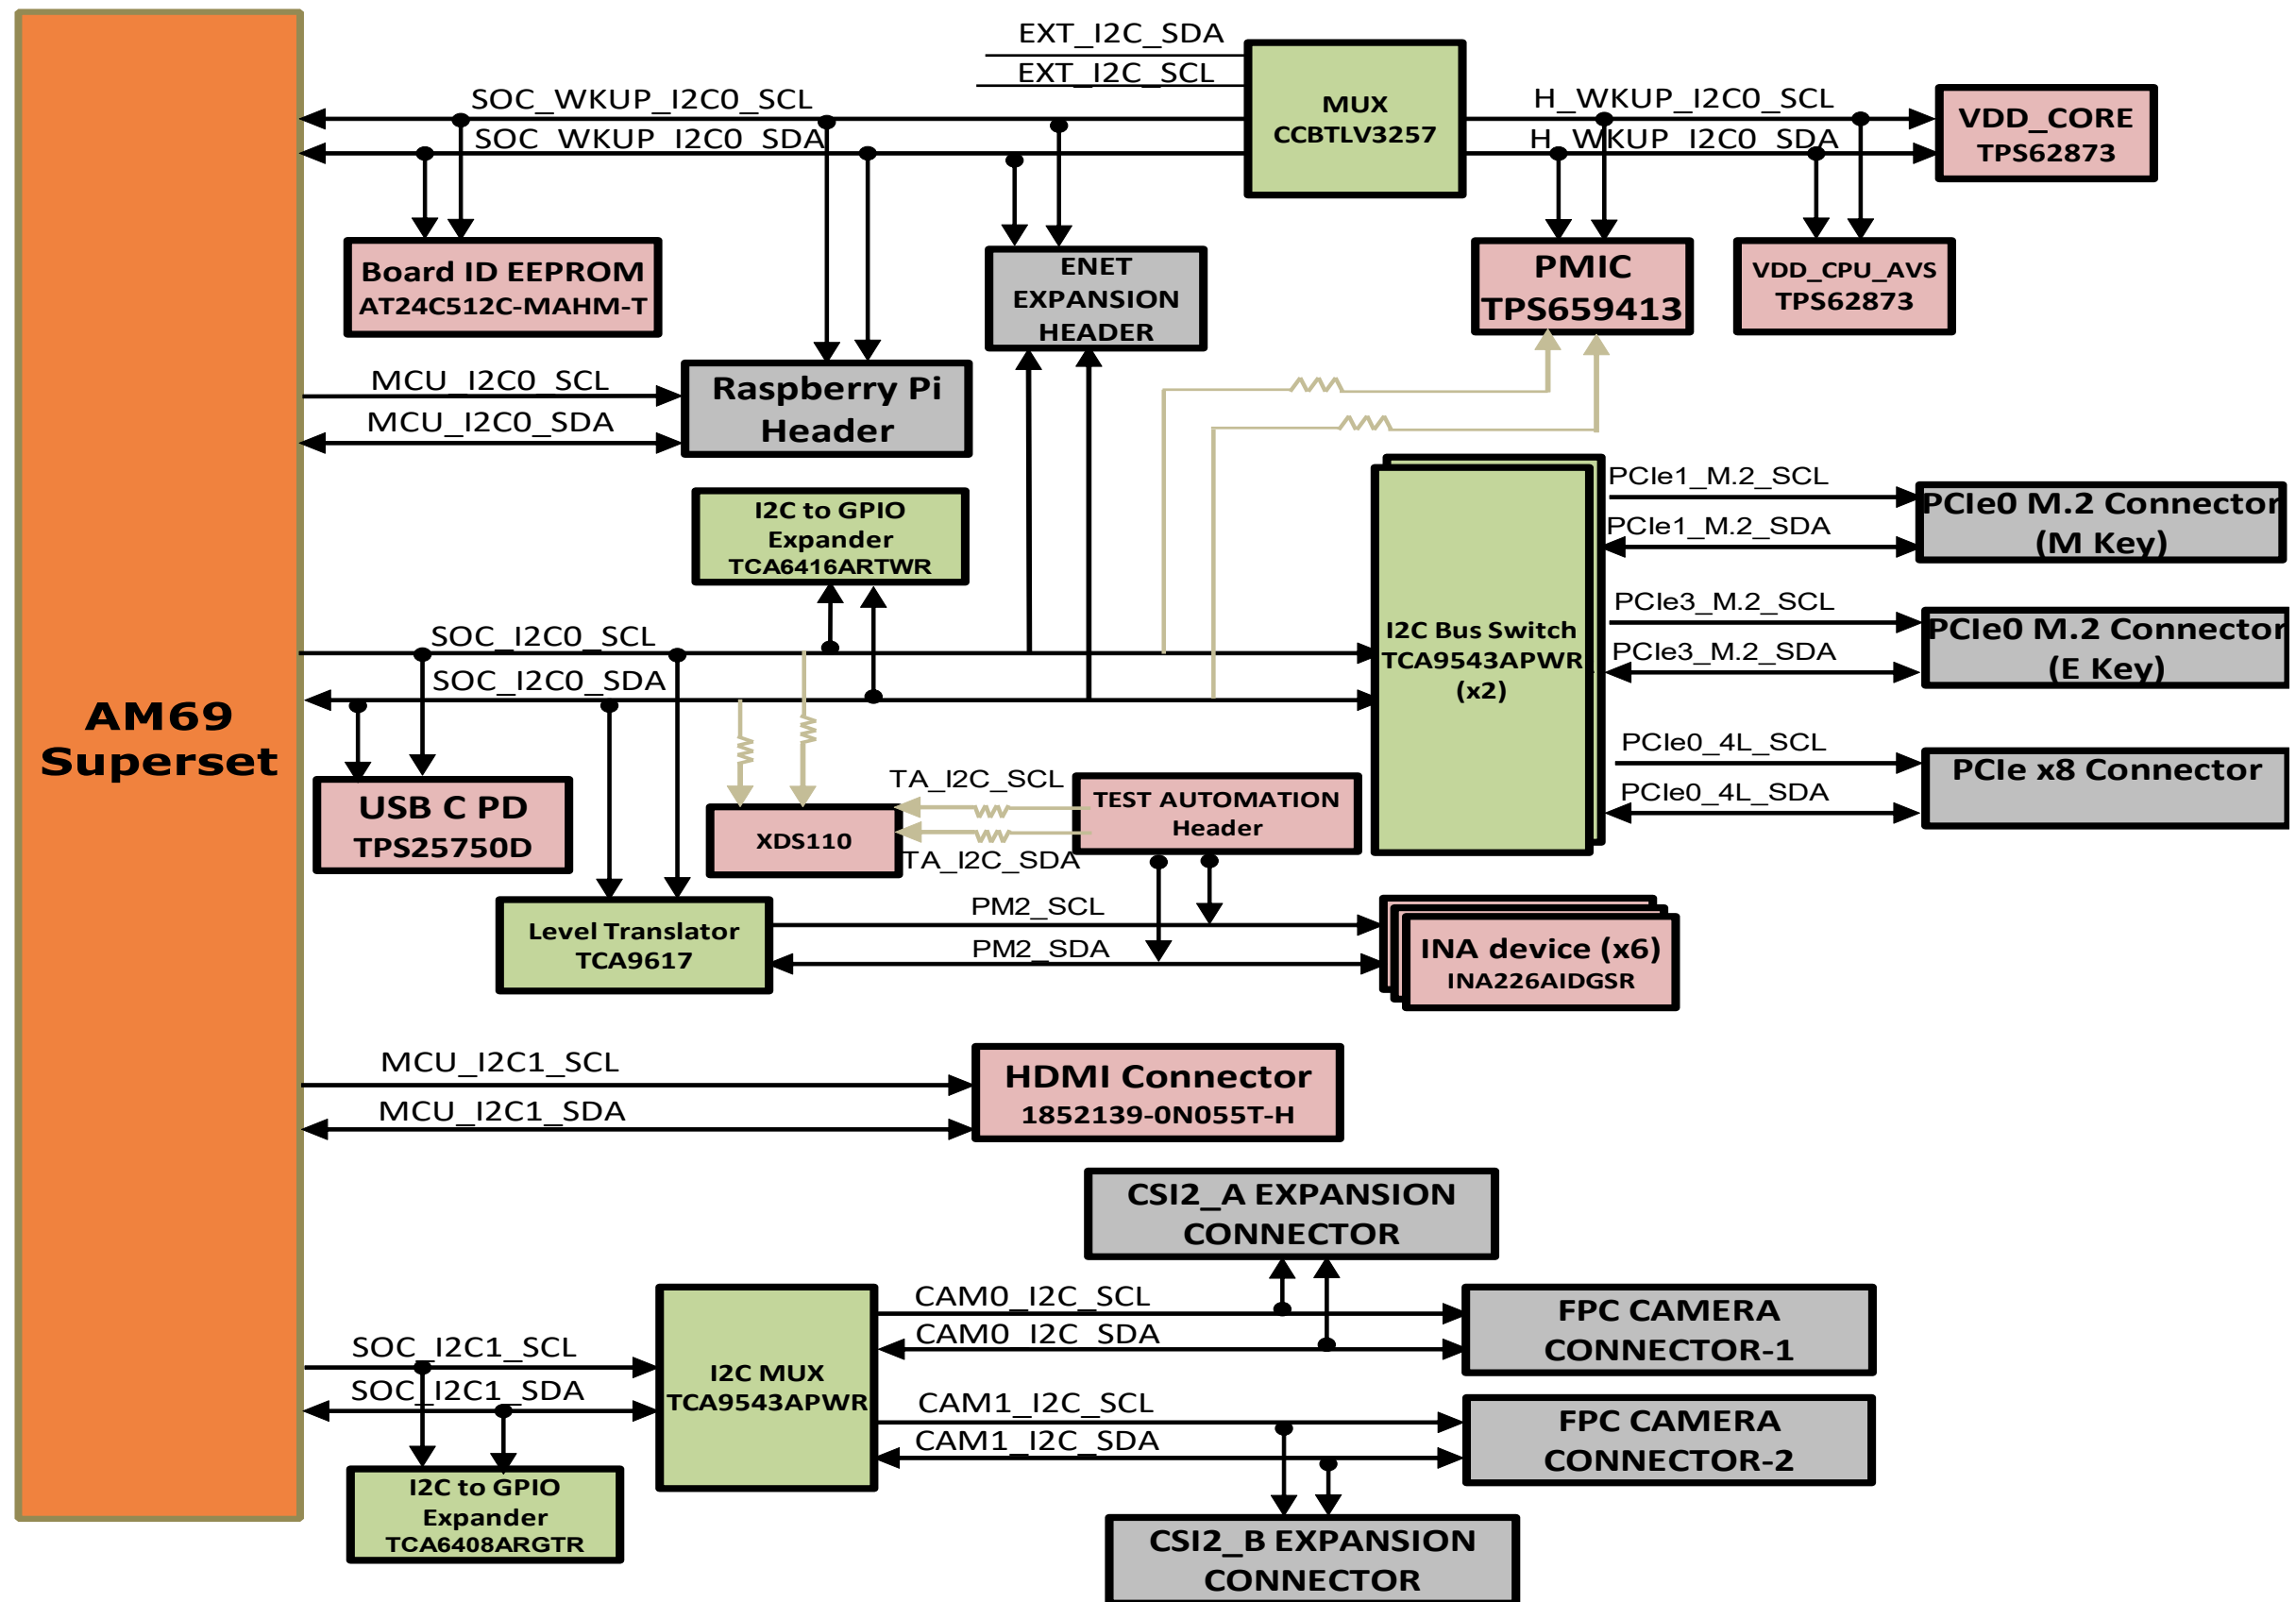 EXT_I2C_SDA
EXT_I2C_SCL
SOC_WKUP_I2C0_SCL
SOC_WKUP_I2C0_SDA
MUX
CCBTLV3257
H_WKUP_I2C0_SCL
H_WKUP_I2C0_SDA
VDD_CORE
TPS62873
Board ID EEPROM
AT24C512C-MAHM-T
ENET
EXPANSION
HEADER
PMIC
TPS659413
VDD_CPU_AVS
TPS62873
MCU_I2C0_SCL
MCU_I2C0_SDA
Raspberry Pi
Header
I2C to GPIO
Expander
TCA6416ARTWR
PCIe1_M.2_SCL
PCIe1_M.2_SDA
PCIe0 M.2 Connector
(M Key)
SOC_I2C0_SCL
SOC_I2C0_SDA
I2C Bus Switch
TCA9543APWR
(x2)
PCIe3_M.2_SCL
PCIe3_M.2_SDA
PCIe0 M.2 Connector
(E Key)
AM69
Superset
PCIe0_4L_SCL
PCIe0_4L_SDA
PCIe x8 Connector
USB C PD
TPS25750D
XDS110
TA_I2C_SCL
TA_I2C_SDA
TEST AUTOMATION
Header
Level Translator
TCA9617
PM2_SCL
PM2_SDA
INA device (x6)
INA226AIDGSR
MCU_I2C1_SCL
MCU_I2C1_SDA
HDMI Connector
1852139-0N055T-H
CSI2_A EXPANSION
CONNECTOR
SOC_I2C1_SCL
SOC_I2C1_SDA
I2C MUX
TCA9543APWR
CAM0_I2C_SCL
CAM0_I2C_SDA
FPC CAMERA
CONNECTOR-1
CAM1_I2C_SCL
CAM1_I2C_SDA
FPC CAMERA
CONNECTOR-2
I2C to GPIO
Expander
TCA6408ARGTR
CSI2_B EXPANSION
CONNECTOR